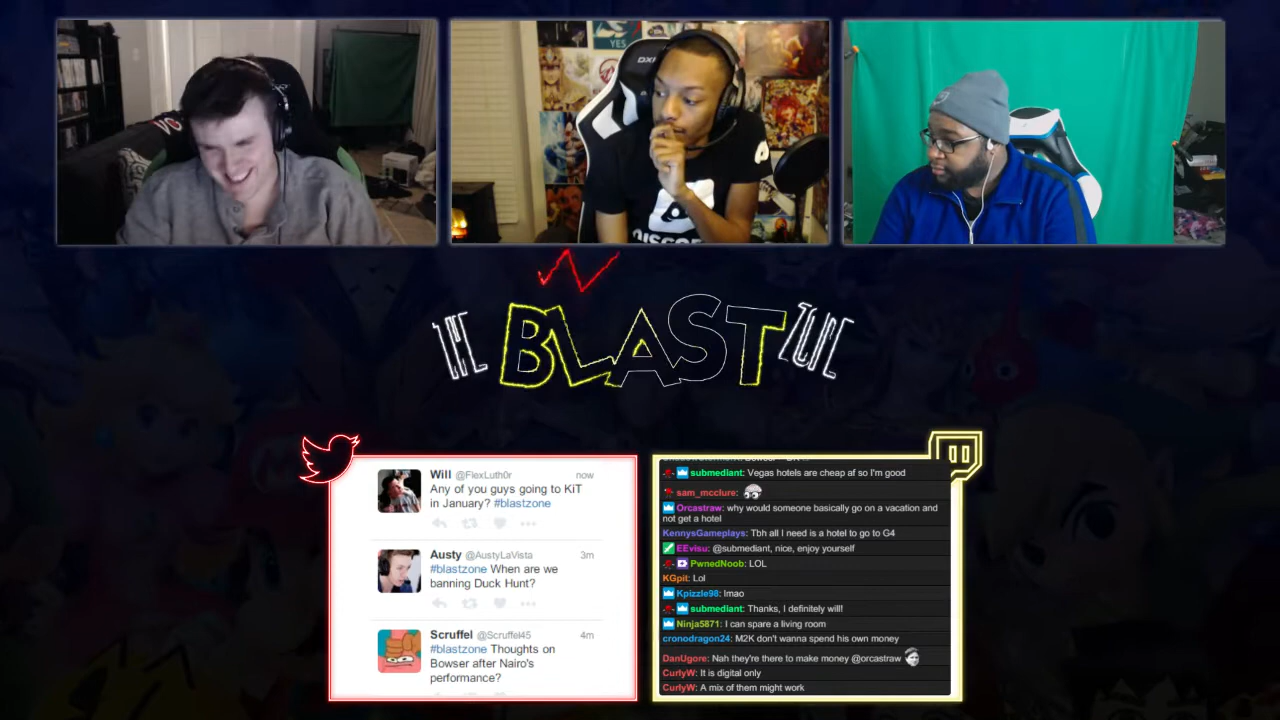 YES
DX
DISCOR
THE BLAST ZONE
Will @FlexLuth0r now
Any of you guys going to KiT
in January? #blastzone
Austy @AustyLaVista 3m
#blastzone When are we
banning Duck Hunt?
Scruffel @Scruffel45 4m
#blastzone Thoughts on
Bowser after Nairo's
performance?
submediant: Vegas hotels are cheap af so I'm good
sam_mcclure:
Orcastraw: why would someone basically go on a vacation and
not get a hotel
KennysGameplays: Tbh all I need is a hotel to go to G4
EEvisu: @submediant, nice, enjoy yourself
PwnedNoob: LOL
KGpit: Lol
Kpizzle98: lmao
submediant: Thanks, I definitely will!
Ninja5871: I can spare a living room
cronodragon24: M2K don't wanna spend his own money
DanUgore: Nah they're there to make money @orcastraw
CurlyW: It is digital only
CurlyW: A mix of them might work